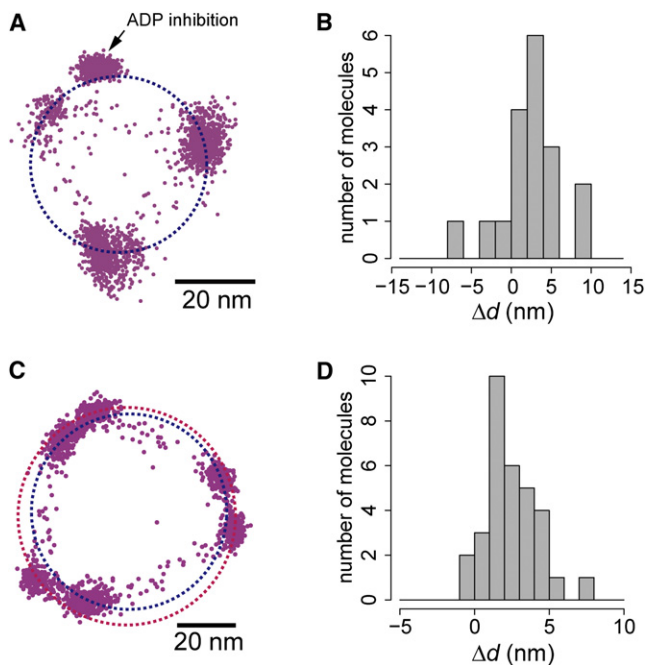 A
ADP inhibition
20 nm
B
number of molecules
6
5
4
3
2
1
0
−15 −10 −5 0 5 10 15
Δd (nm)
C
20 nm
D
number of molecules
10
8
6
4
2
0
−5 0 5 10
Δd (nm)